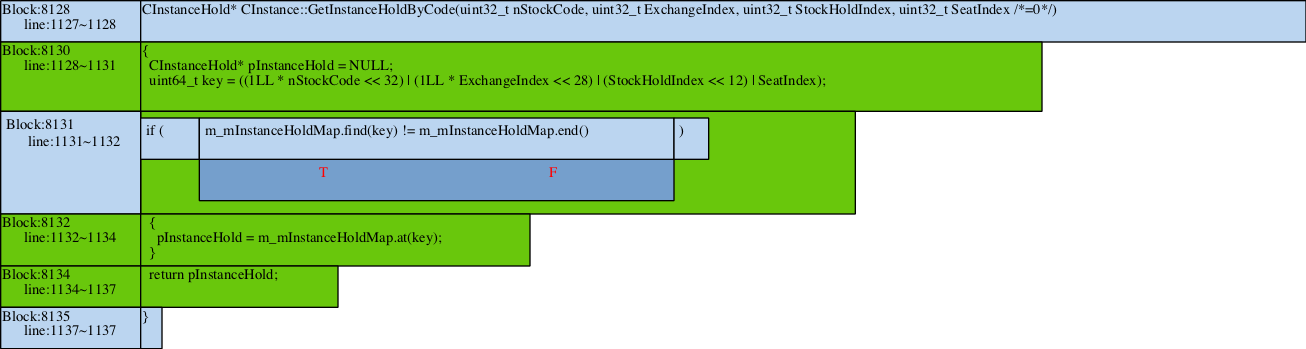 Block:8128
line:1127~1128
CInstanceHold* CInstance::GetInstanceHoldByCode(uint32_t nStockCode, uint32_t ExchangeIndex, uint32_t StockHoldIndex, uint32_t SeatIndex /*=0*/)
Block:8130
line:1128~1131
{
CInstanceHold* pInstanceHold = NULL;
uint64_t key = ((1LL * nStockCode << 32) | (1LL * ExchangeIndex << 28) | (StockHoldIndex << 12) | SeatIndex);
Block:8131
line:1131~1132
if ( m_mInstanceHoldMap.find(key) != m_mInstanceHoldMap.end() )
T F
Block:8132
line:1132~1134
{
pInstanceHold = m_mInstanceHoldMap.at(key);
}
Block:8134
line:1134~1137
return pInstanceHold;
Block:8135
line:1137~1137
}